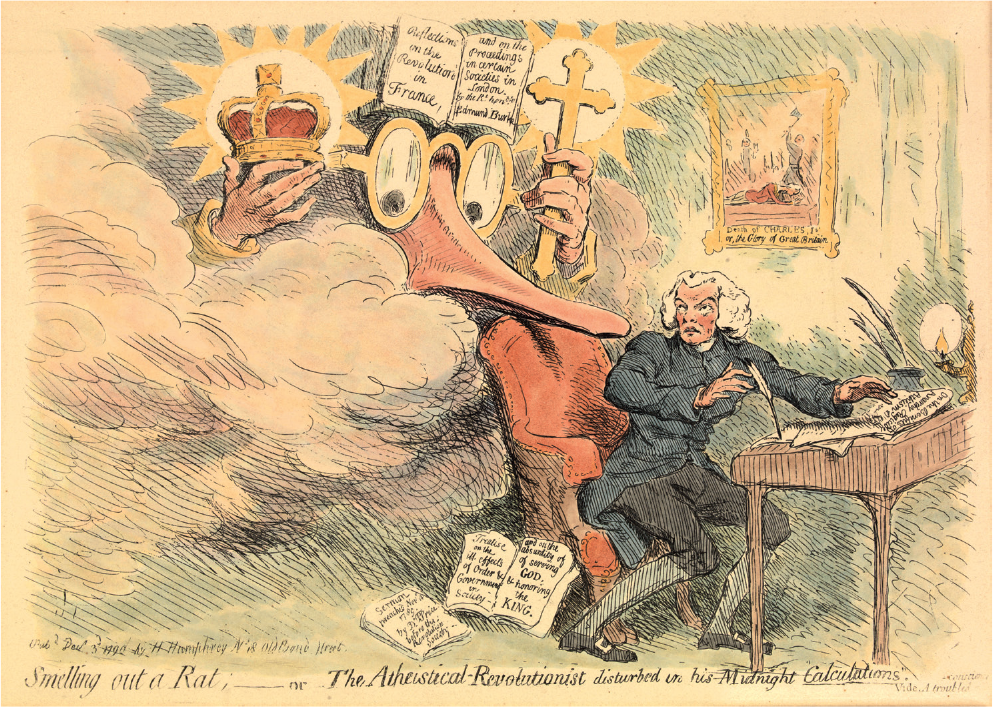 Reflections
on the
Revolution
in
France,
and on the
Proceedings
in certain
Societies in
London,
by the Rt. honble
Edmund Burke
Death of CHARLES, Ist
or, the Glory of Great Britain
Treatise
on the
ill effects
of Order &
Government
in
Society,
and on the
absurdity of
of serving
GOD,
& honoring
the
KING.
Sermon
preached Novr 4
1789
by Dr
before the
Revolution
Society
Pubd Decr 3d 1790 by H Humphrey No 18 Old Bond Street
Smelling out a Rat; —— or The Atheistical-Revolutionist disturbed in his Midnight "Calculations".
Vide. A troubled